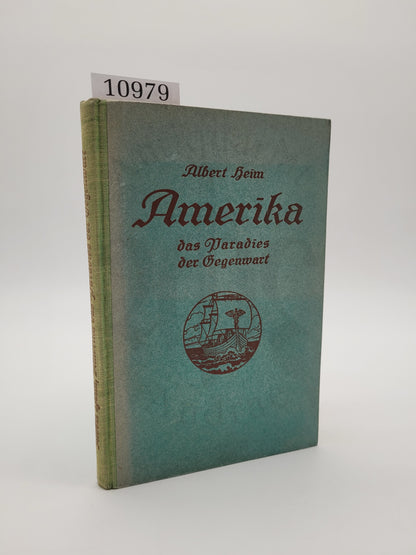 10979
Albert Heim
Amerika
das Paradies
der Gegenwart